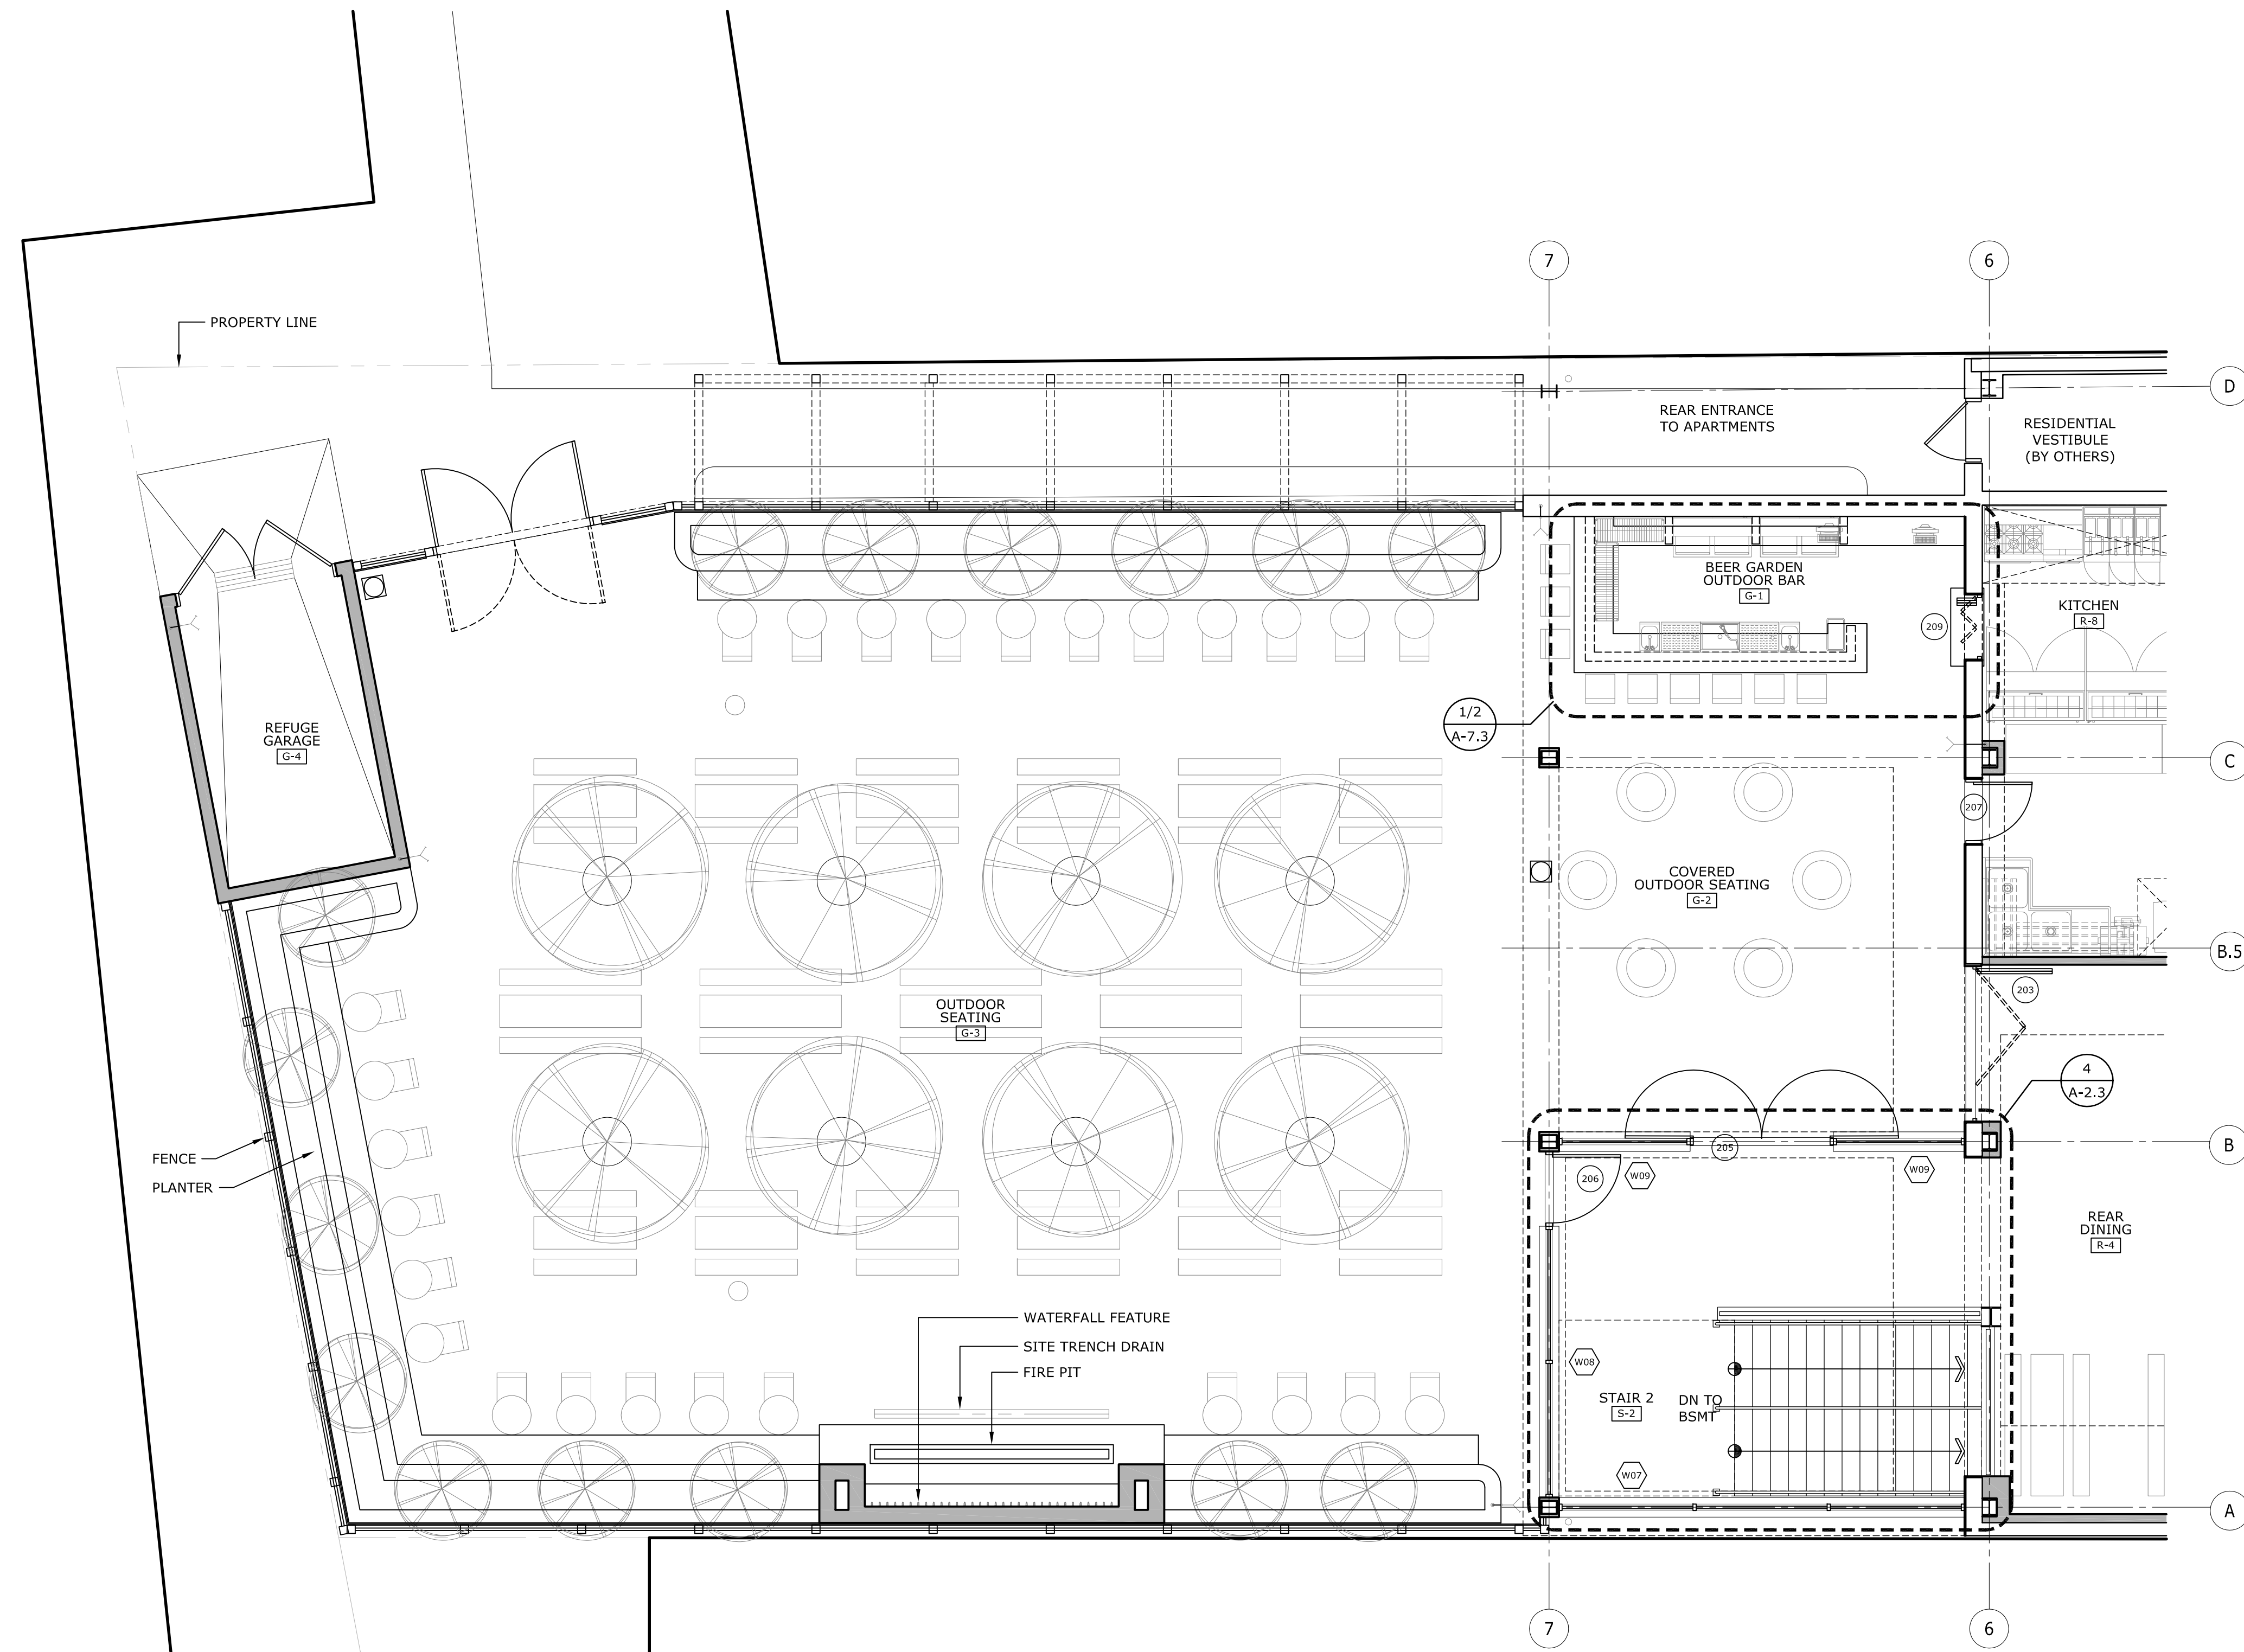 7
6
PROPERTY LINE
D
REAR ENTRANCE
TO APARTMENTS
RESIDENTIAL
VESTIBULE
(BY OTHERS)
BEER GARDEN
OUTDOOR BAR
G-1
209
KITCHEN
R-8
1/2
A-7.3
REFUGE
GARAGE
G-4
C
207
COVERED
OUTDOOR SEATING
G-2
B.5
203
OUTDOOR
SEATING
G-3
4
A-2.3
B
205
206
W09
W09
FENCE
PLANTER
REAR
DINING
R-4
WATERFALL FEATURE
SITE TRENCH DRAIN
FIRE PIT
W08
STAIR 2
S-2
DN TO
BSMT
W07
A
7
6